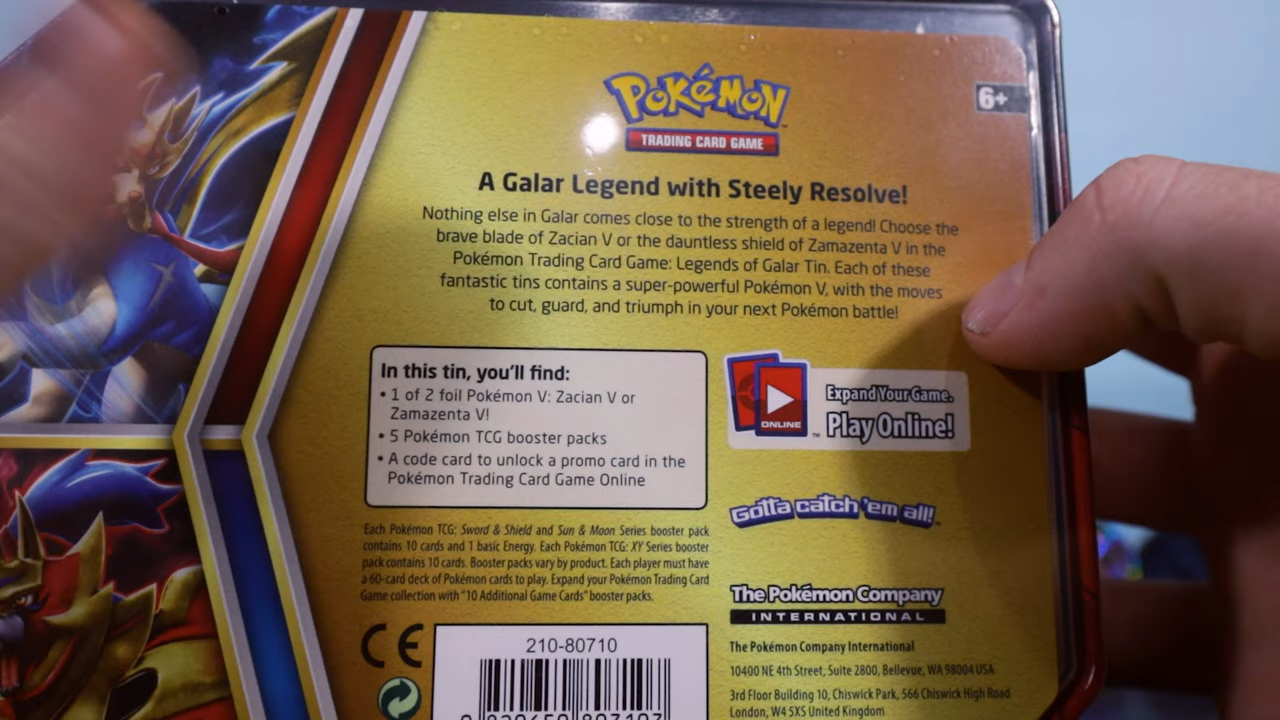 POKÉMON
TRADING CARD GAME
6+
A Galar Legend with Steely Resolve!
Nothing else in Galar comes close to the strength of a legend! Choose the
brave blade of Zacian V or the dauntless shield of Zamazenta V in the
Pokémon Trading Card Game: Legends of Galar Tin. Each of these
fantastic tins contains a super-powerful Pokémon V, with the moves
to cut, guard, and triumph in your next Pokémon battle!
In this tin, you'll find:
• 1 of 2 foil Pokémon V: Zacian V or
Zamazenta V!
• 5 Pokémon TCG booster packs
• A code card to unlock a promo card in the
Pokémon Trading Card Game Online
ONLINE
Expand Your Game.
Play Online!
Gotta catch 'em all!
Each Pokémon TCG: Sword & Shield and Sun & Moon Series booster pack
contains 10 cards and 1 basic Energy. Each Pokémon TCG: XY Series booster
pack contains 10 cards. Booster packs vary by product. Each player must have
a 60-card deck of Pokémon cards to play. Expand your Pokémon Trading Card
Game collection with "10 Additional Game Cards" booster packs.
The Pokémon Company
INTERNATIONAL
CE
210-80710
The Pokémon Company International
10400 NE 4th Street, Suite 2800, Bellevue, WA 98004 USA
3rd Floor Building 10, Chiswick Park, 566 Chiswick High Road
London, W4 5XS United Kingdom